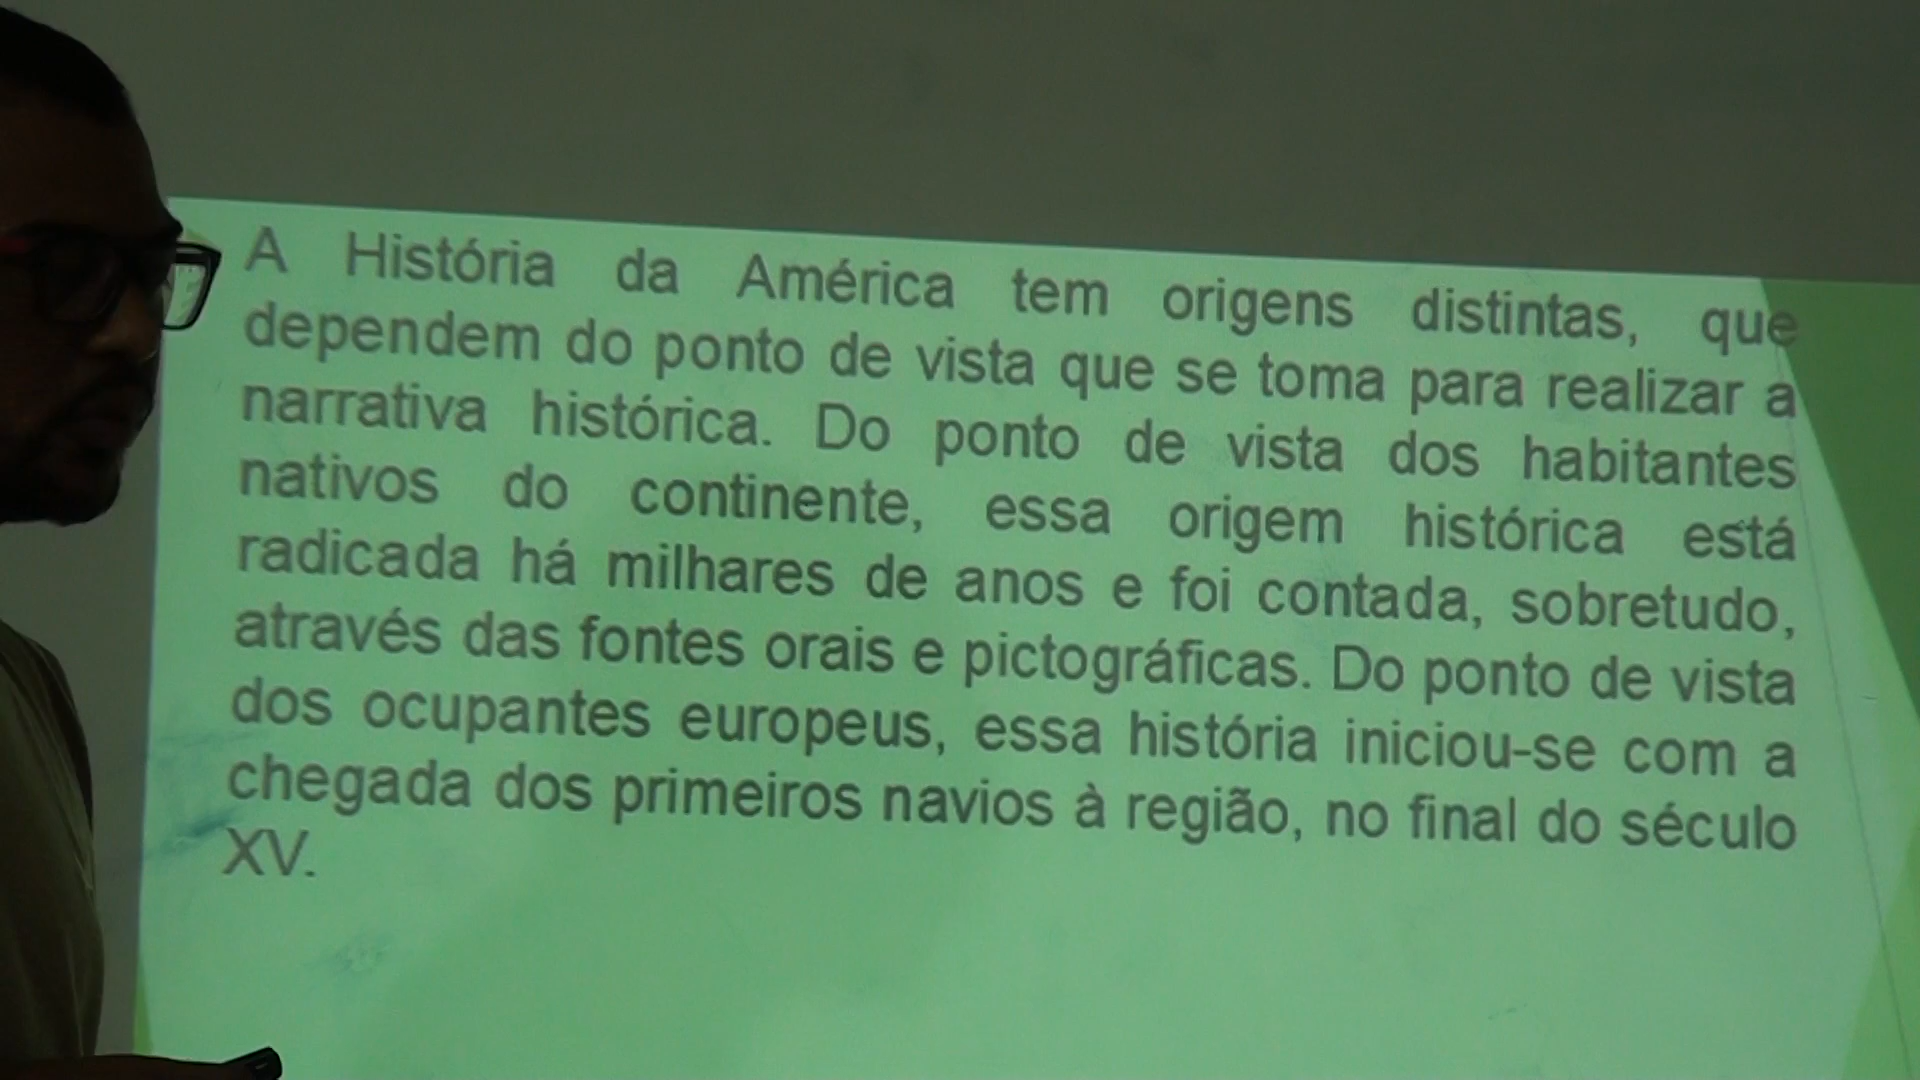 A História da América tem origens distintas, que
dependem do ponto de vista que se toma para realizar a
narrativa histórica. Do ponto de vista dos habitantes
nativos do continente, essa origem histórica está
radicada há milhares de anos e foi contada, sobretudo,
através das fontes orais e pictográficas. Do ponto de vista
dos ocupantes europeus, essa história iniciou-se com a
chegada dos primeiros navios à região, no final do século
XV.